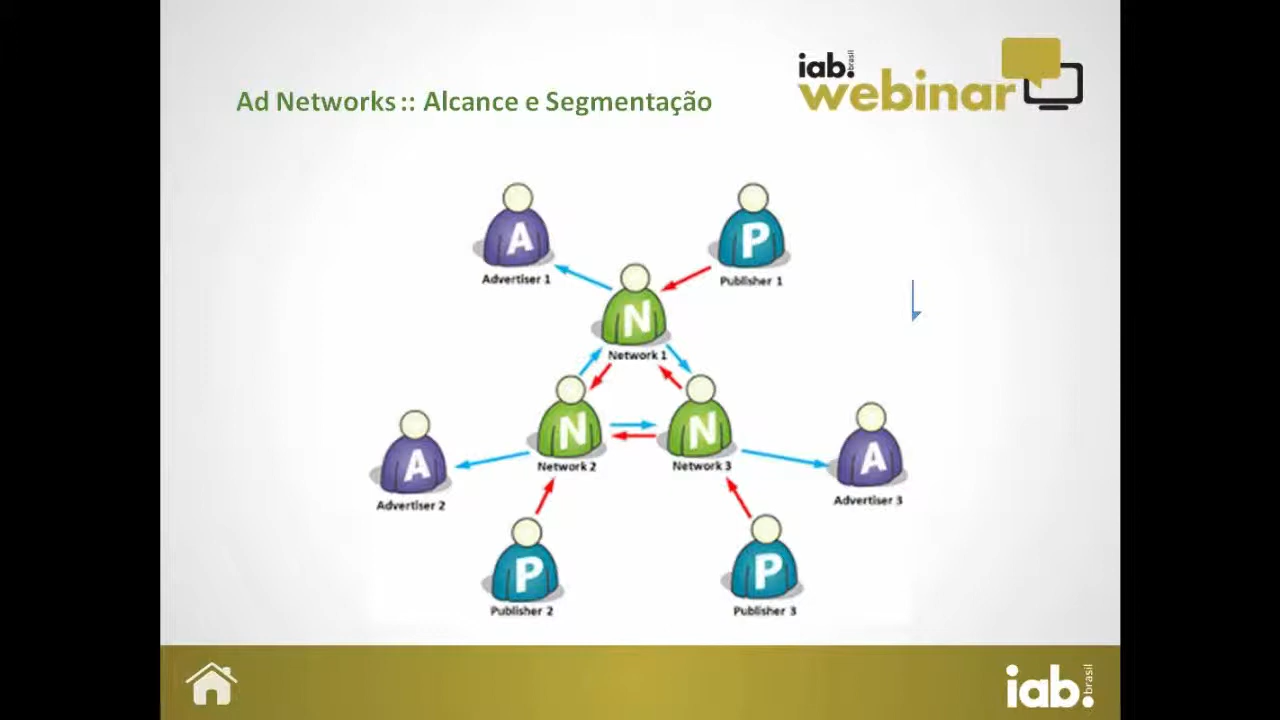 iab.
brasil
webinar
Ad Networks :: Alcance e Segmentação
A
P
Advertiser 1
Publisher 1
N
Network 1
N
N
A
A
Network 2
Network 3
Advertiser 2
Advertiser 3
P
P
Publisher 2
Publisher 3
iab.
brasil